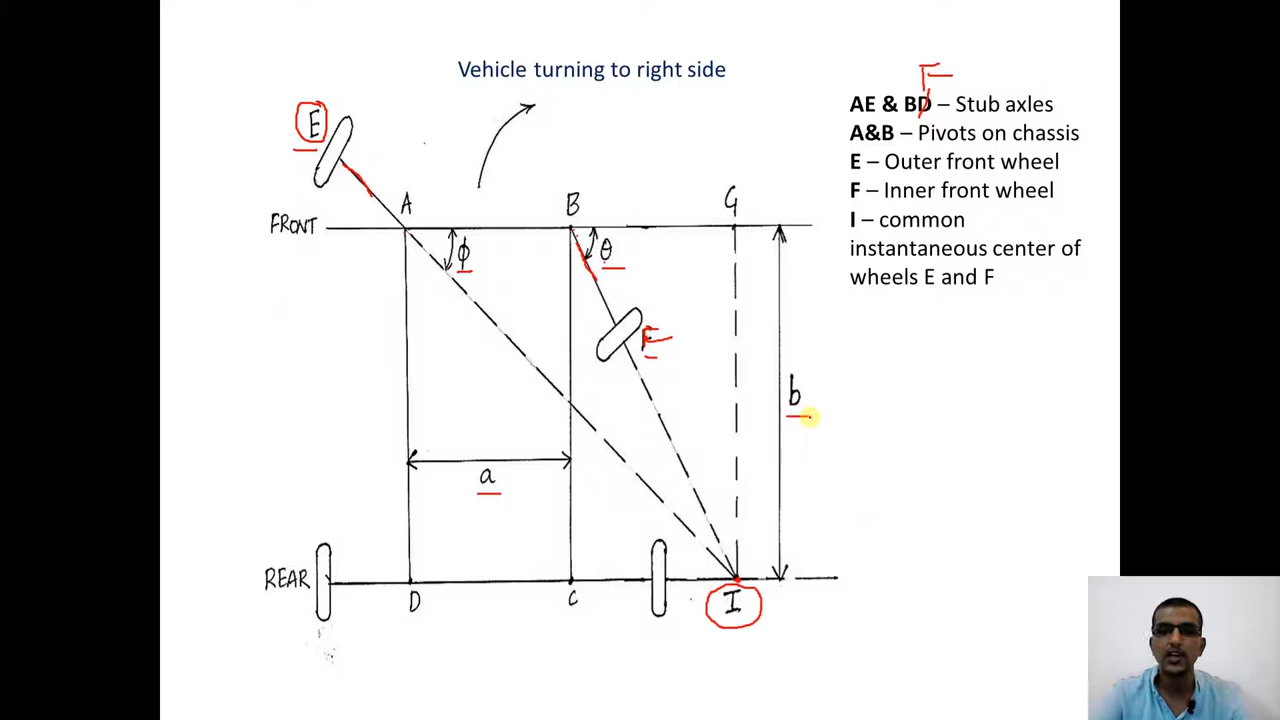 Vehicle turning to right side
F
AE & BD – Stub axles
A&B – Pivots on chassis
E – Outer front wheel
F – Inner front wheel
I – common
instantaneous center of
wheels E and F
E
A
B
G
FRONT
ϕ
θ
F
b
a
REAR
D
C
I